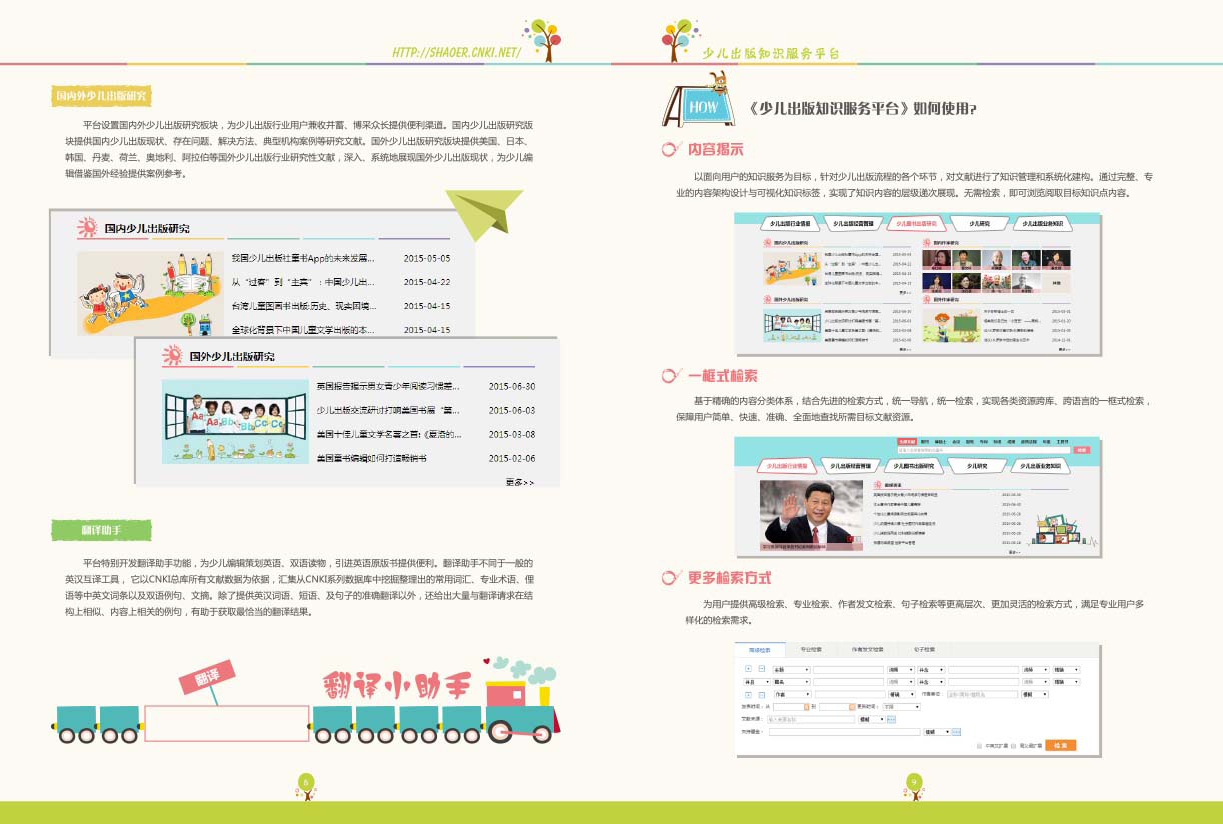 HTTP://SHAOER.CNKI.NET/
国内外少儿出版研究
平台设置国内外少儿出版研究板块，为少儿出版行业用户兼收并蓄、博采众长提供便利渠道。国内少儿出版研究版
块提供国内少儿出版现状、存在问题、解决方法、典型机构案例等研究文献。国外少儿出版研究版块提供美国、日本、
韩国、丹麦、荷兰、奥地利、阿拉伯等国外少儿出版行业研究性文献，深入、系统地展现国外少儿出版现状，为少儿编
辑借鉴国外经验提供案例参考。
国内少儿出版研究
我国少儿出版社童书App的未来发展... 2015-05-05
从“过客”到“主宾”：中国少儿出... 2015-04-22
台湾儿童图画书出版:历史、现实困境... 2015-04-15
全球化背景下中国儿童文学的多媒体... 2015-04-15
国外少儿出版研究
英国报告揭示男女青少年阅读习惯差... 2015-06-30
少儿出版交流研讨打响美国书展“第... 2015-06-03
美国十佳儿童文学名著之首:《夏洛的... 2015-03-08
美国童书编辑如何打造畅销书 2015-02-06
更多>>
翻译助手
平台特别开发翻译助手功能，为少儿编辑策划英语、双语读物，引进英语原版书提供便利。翻译助手不同于一般的
英汉互译工具， 它以CNKI总库所有文献数据为依据，汇集从CNKI系列数据库中挖掘整理出的常用词汇、专业术语、俚
语等中英文词条以及双语例句、文摘。除了提供英汉词语、短语、及句子的准确翻译以外，还给出大量与翻译请求在结
构上相似、内容上相关的例句，有助于获取最恰当的翻译结果。
翻译
翻译小助手
8
少儿出版知识服务平台
HOW
《少儿出版知识服务平台》如何使用?
内容揭示
以面向用户的知识服务为目标，针对少儿出版流程的各个环节，对文献进行了知识管理和系统化建构。通过完整、专
业的内容架构设计与可视化知识标签，实现了知识内容的层级递次展现。无需检索，即可浏览阅取目标知识点内容。
少儿出版行业情报 少儿出版经营管理 少儿图书出版研究 少儿研究 少儿出版业务知识
国内少儿出版研究
国内作家研究
国外少儿出版研究
国外作家研究
一框式检索
基于精确的内容分类体系，结合先进的检索方式，统一导航，统一检索，实现各类资源跨库、跨语言的一框式检索，
保障用户简单、快速、准确、全面地查找所需目标文献资源。
少儿出版行业情报 少儿出版经营管理 少儿图书出版研究 少儿研究 少儿出版业务知识
更多检索方式
为用户提供高级检索、专业检索、作者发文检索、句子检索等更高层次、更加灵活的检索方式，满足专业用户多
样化的检索需求。
高级检索 专业检索 作者发文检索 句子检索
检索
9